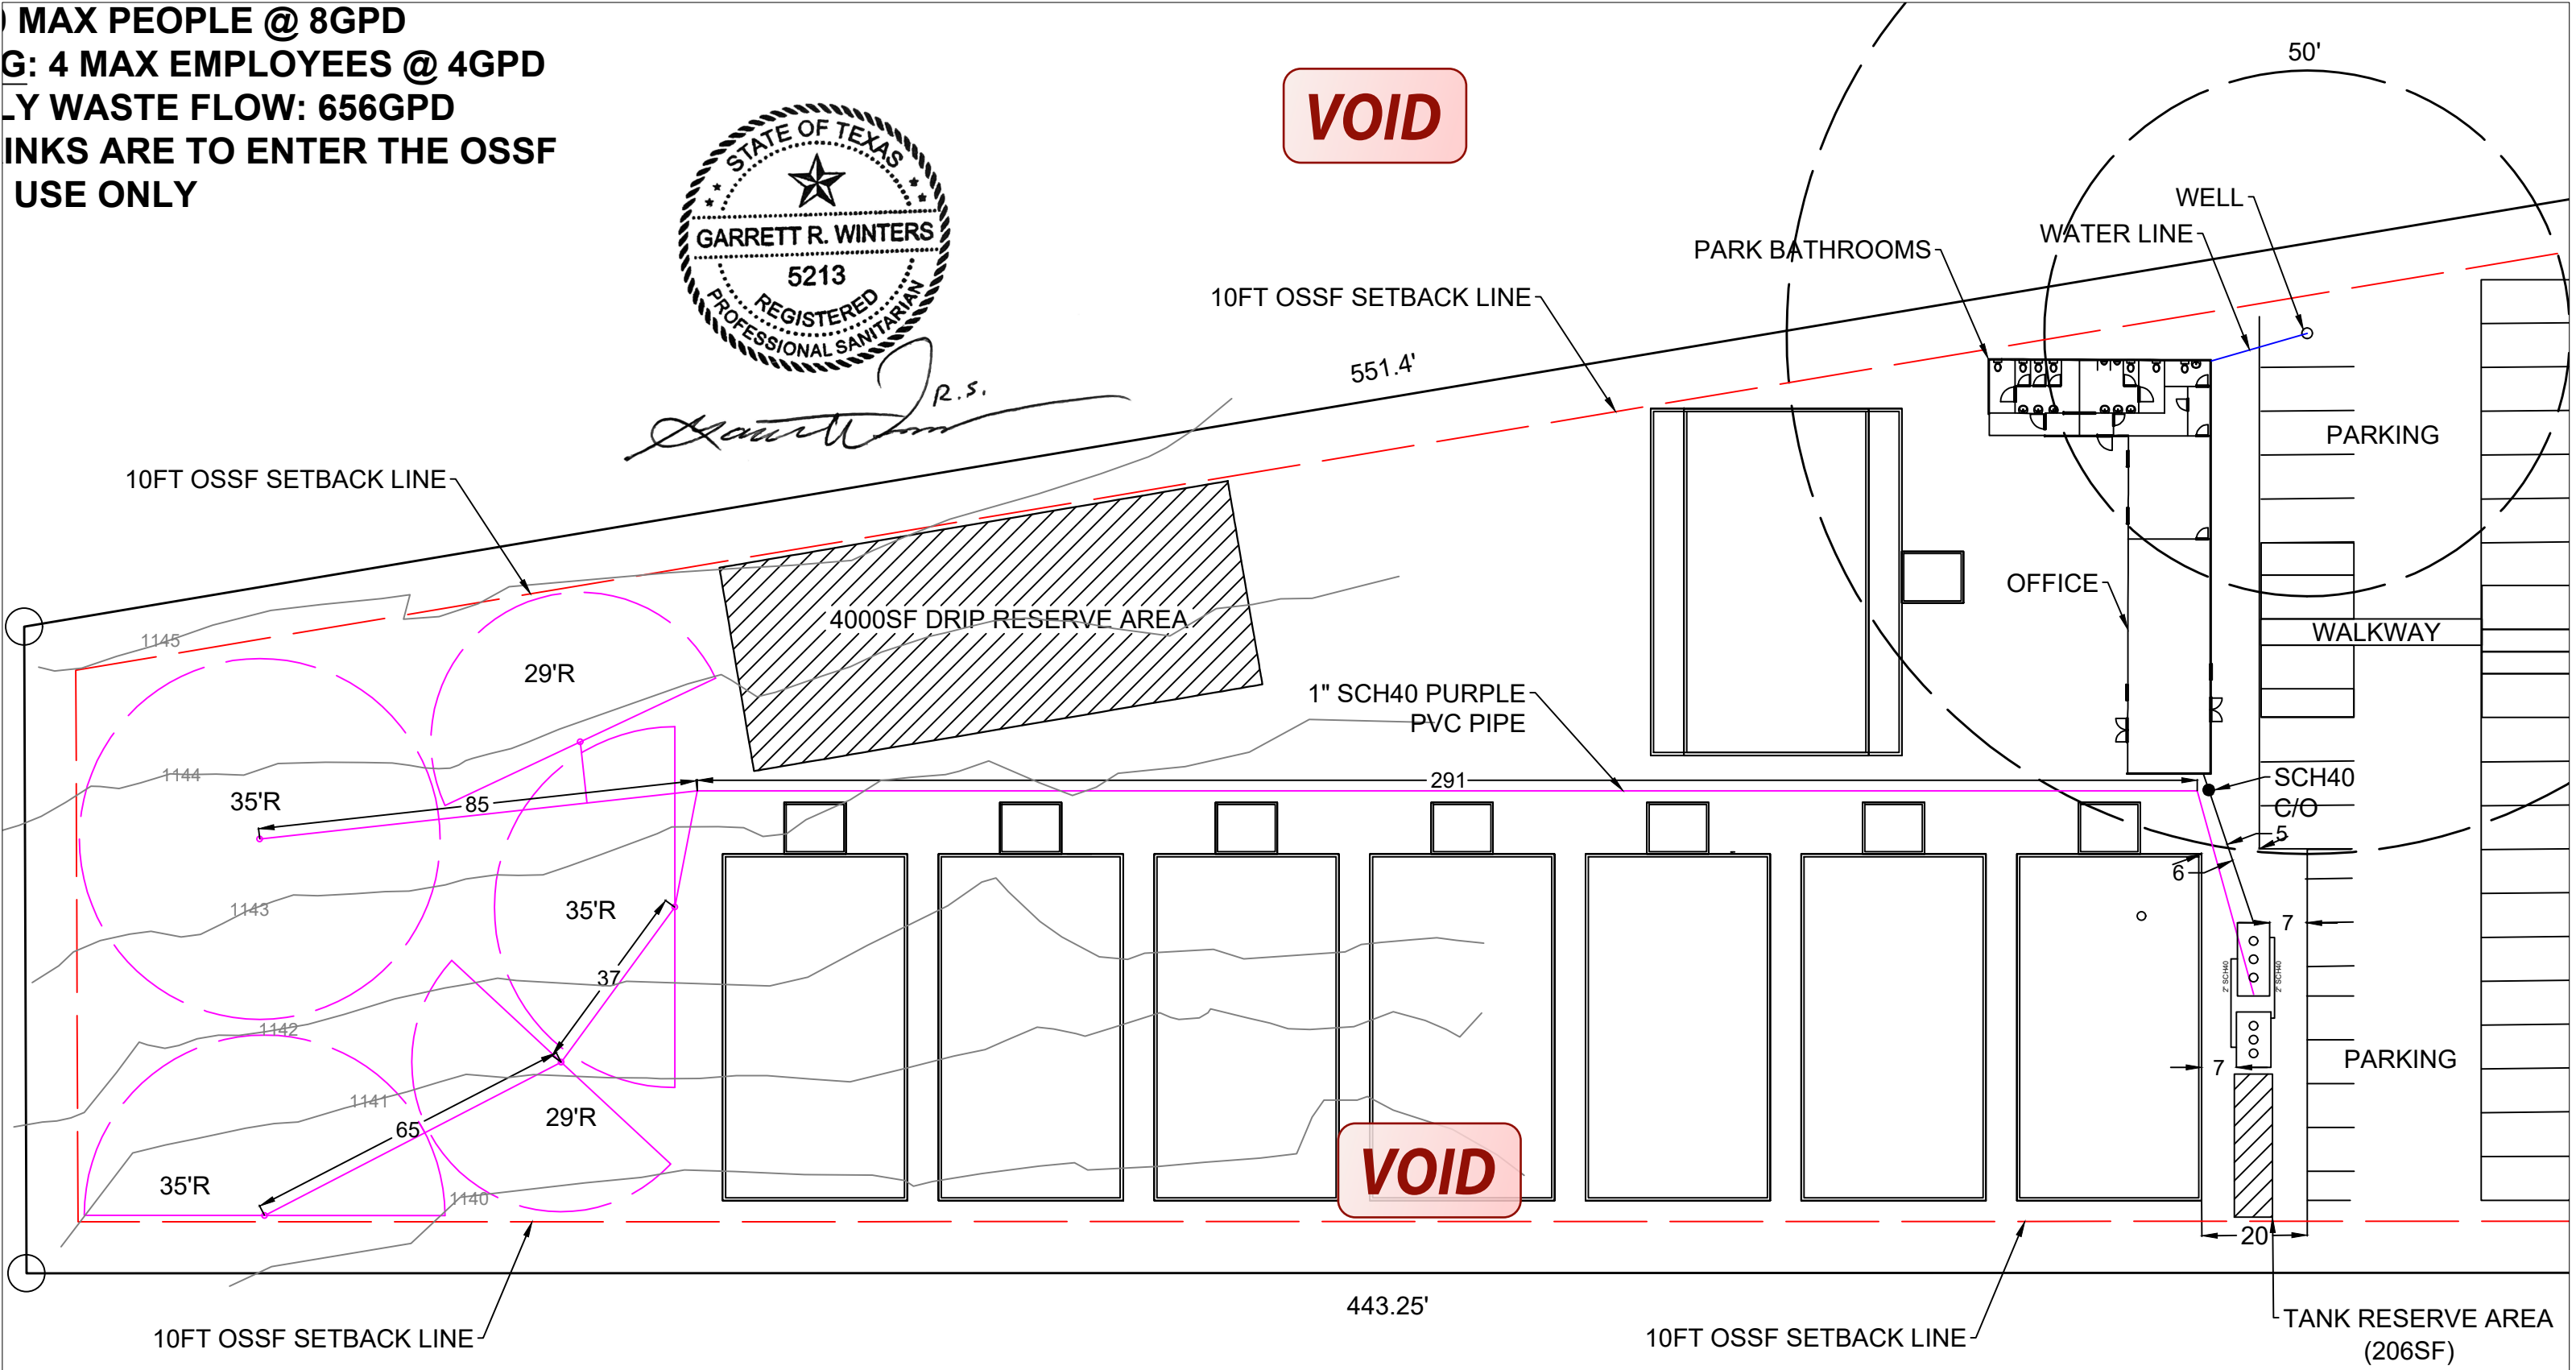 MAX PEOPLE @ 8GPD
G: 4 MAX EMPLOYEES @ 4GPD
LY WASTE FLOW: 656GPD
INKS ARE TO ENTER THE OSSF
USE ONLY
VOID
STATE OF TEXAS
GARRETT R. WINTERS
5213
REGISTERED
PROFESSIONAL SANITARIAN
R.S.
50'
WELL
WATER LINE
PARK BATHROOMS
10FT OSSF SETBACK LINE
551.4'
PARKING
10FT OSSF SETBACK LINE
OFFICE
4000SF DRIP RESERVE AREA
WALKWAY
1145
29'R
1" SCH40 PURPLE
PVC PIPE
1144
35'R
85
291
SCH40
C/O
5
6
1143
35'R
7
37
2" SCH40
2" SCH40
1142
PARKING
7
1141
29'R
65
VOID
35'R
1140
20
443.25'
10FT OSSF SETBACK LINE
10FT OSSF SETBACK LINE
TANK RESERVE AREA
(206SF)